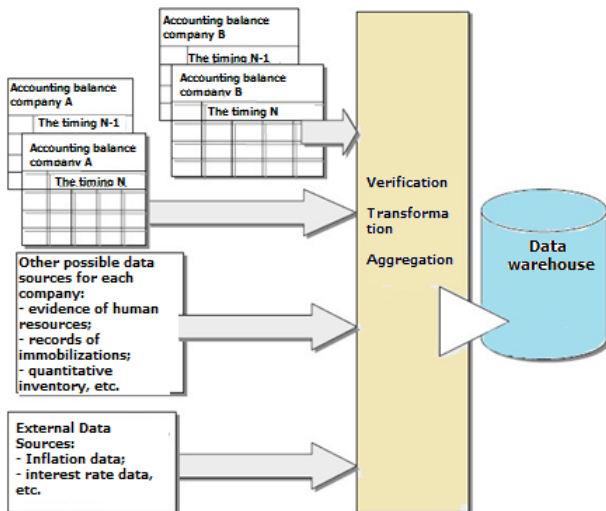 Accounting balance
company B
The timing N-1
Accounting balance
company B
The timing N
Accounting balance
company A
The timing N-1
Accounting balance
company A
The timing N
Other possible data
sources for each
company:
- evidence of human
resources;
- records of
immobilizations;
- quantitative
inventory, etc.
External Data
Sources:
- Inflation data;
- interest rate data,
etc.
Verification
Transforma
tion
Aggregation
Data
warehouse